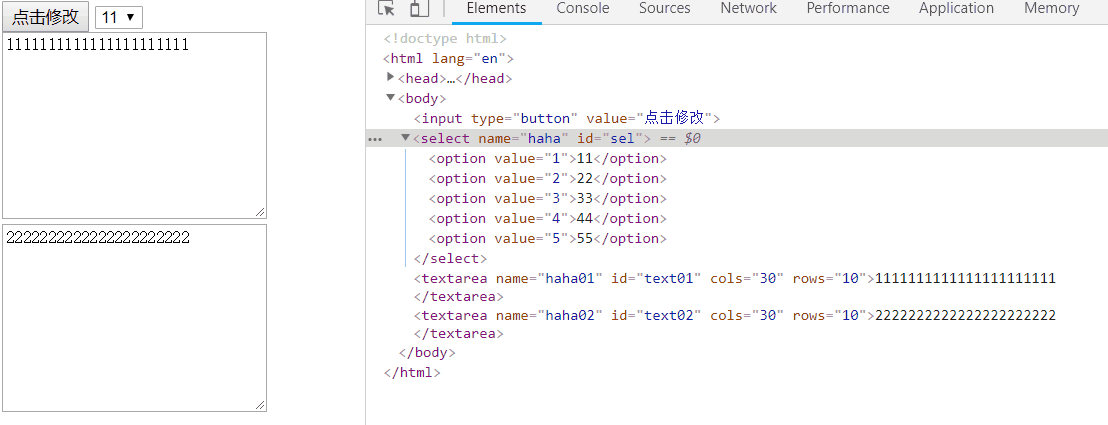 点击修改 11
1111111111111111111111
2222222222222222222222
Elements Console Sources Network Performance Application Memory
<!doctype html>
<html lang="en">
<head>…</head>
<body>
<input type="button" value="点击修改">
<select name="haha" id="sel"> == $0
<option value="1">11</option>
<option value="2">22</option>
<option value="3">33</option>
<option value="4">44</option>
<option value="5">55</option>
</select>
<textarea name="haha01" id="text01" cols="30" rows="10">1111111111111111111111
</textarea>
<textarea name="haha02" id="text02" cols="30" rows="10">2222222222222222222222
</textarea>
</body>
</html>